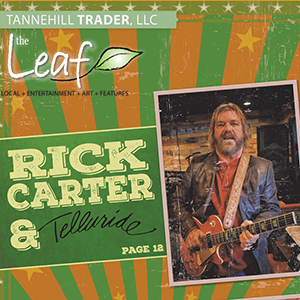 TANNEHILL TRADER, LLC
the
Leaf
LOCAL + ENTERTAINMENT + ART + FEATURES
RICK
CARTER
& Telluride
PAGE 12